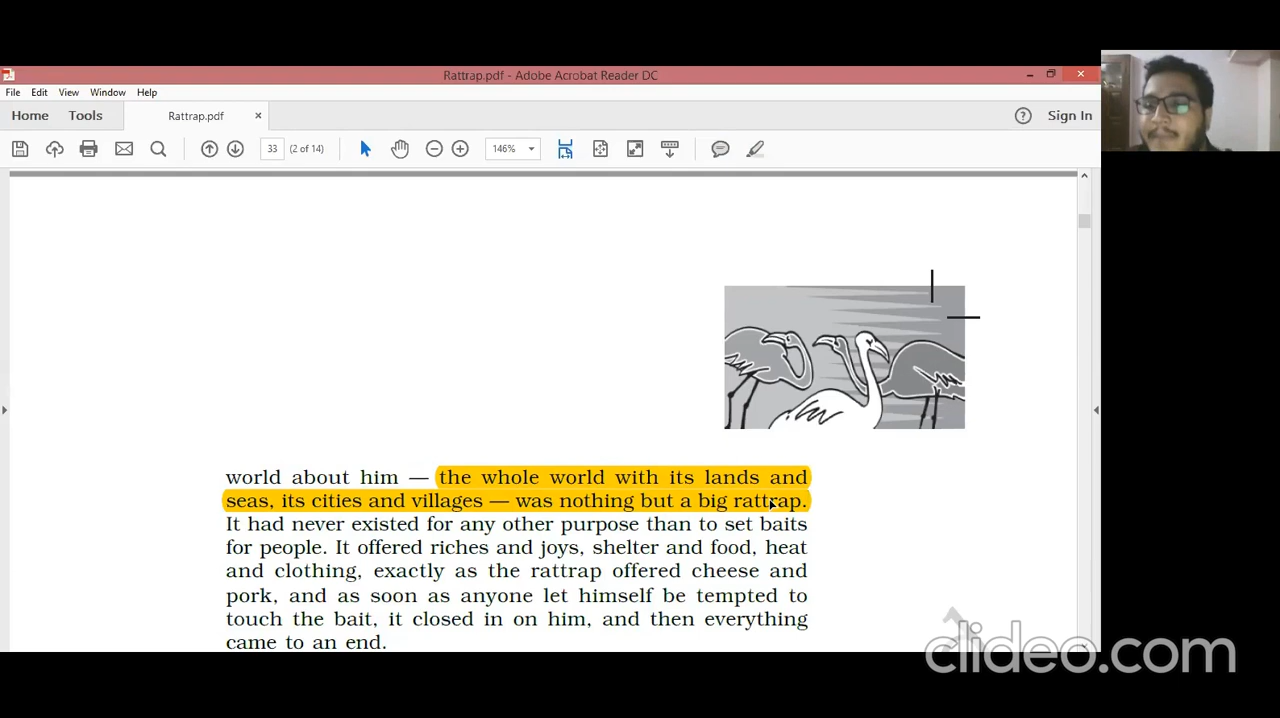 Rattrap.pdf - Adobe Acrobat Reader DC
File Edit View Window Help
Home Tools Rattrap.pdf × ? Sign In
33 (2 of 14) 146%
world about him — the whole world with its lands and
seas, its cities and villages — was nothing but a big rattrap.
It had never existed for any other purpose than to set baits
for people. It offered riches and joys, shelter and food, heat
and clothing, exactly as the rattrap offered cheese and
pork, and as soon as anyone let himself be tempted to
touch the bait, it closed in on him, and then everything
came to an end.
clideo.com